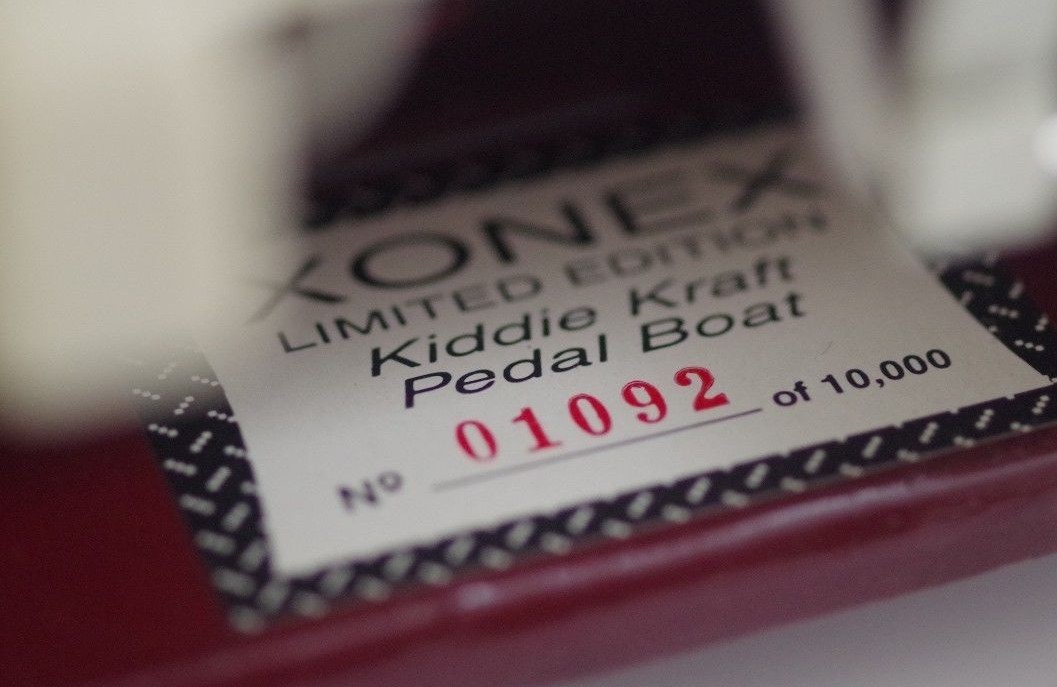 XONEX
LIMITED EDITION
Kiddie Kraft
Pedal Boat
Nº 01092 of 10,000